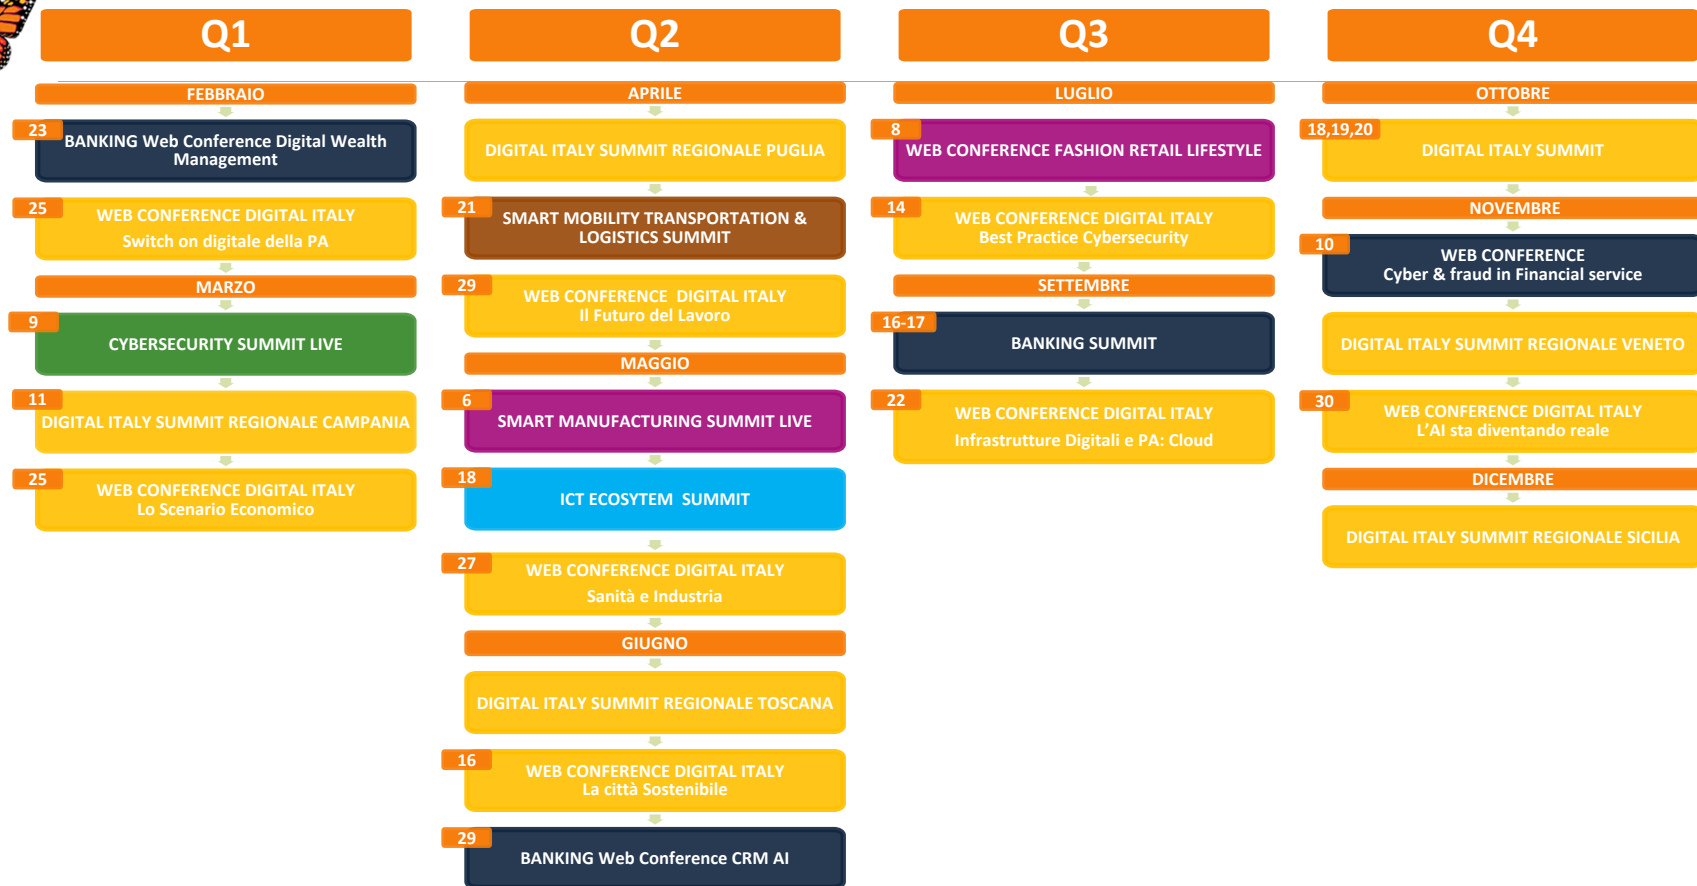 Q1
FEBBRAIO
23
BANKING Web Conference Digital Wealth
Management
25
WEB CONFERENCE DIGITAL ITALY
Switch on digitale della PA
MARZO
9
CYBERSECURITY SUMMIT LIVE
11
DIGITAL ITALY SUMMIT REGIONALE CAMPANIA
25
WEB CONFERENCE DIGITAL ITALY
Lo Scenario Economico
Q2
APRILE
DIGITAL ITALY SUMMIT REGIONALE PUGLIA
21
SMART MOBILITY TRANSPORTATION &
LOGISTICS SUMMIT
29
WEB CONFERENCE DIGITAL ITALY
Il Futuro del Lavoro
MAGGIO
6
SMART MANUFACTURING SUMMIT LIVE
18
ICT ECOSYTEM SUMMIT
27
WEB CONFERENCE DIGITAL ITALY
Sanità e Industria
GIUGNO
DIGITAL ITALY SUMMIT REGIONALE TOSCANA
16
WEB CONFERENCE DIGITAL ITALY
La città Sostenibile
29
BANKING Web Conference CRM AI
Q3
LUGLIO
8
WEB CONFERENCE FASHION RETAIL LIFESTYLE
14
WEB CONFERENCE DIGITAL ITALY
Best Practice Cybersecurity
SETTEMBRE
16-17
BANKING SUMMIT
22
WEB CONFERENCE DIGITAL ITALY
Infrastrutture Digitali e PA: Cloud
Q4
OTTOBRE
18,19,20
DIGITAL ITALY SUMMIT
NOVEMBRE
10
WEB CONFERENCE
Cyber & fraud in Financial service
DIGITAL ITALY SUMMIT REGIONALE VENETO
30
WEB CONFERENCE DIGITAL ITALY
L'AI sta diventando reale
DICEMBRE
DIGITAL ITALY SUMMIT REGIONALE SICILIA